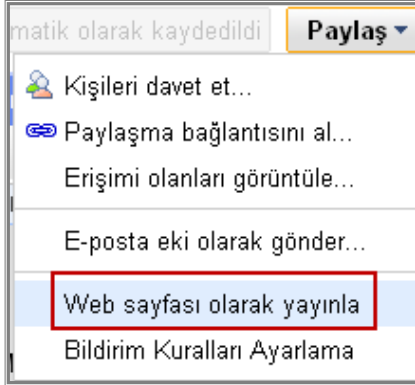 matik olarak kaydedildi Paylaş
Kişileri davet et...
Paylaşma bağlantısını al...
Erişimi olanları görüntüle...
E-posta eki olarak gönder...
Web sayfası olarak yayınla
Bildirim Kuralları Ayarlama